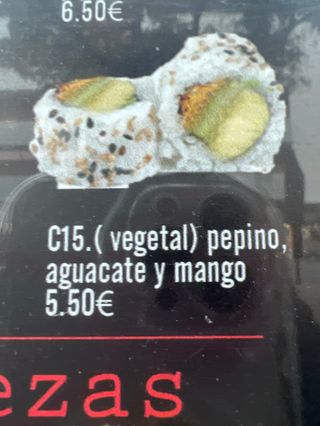 6.50€
C15.( vegetal) pepino,
aguacate y mango
5.50€
ezas